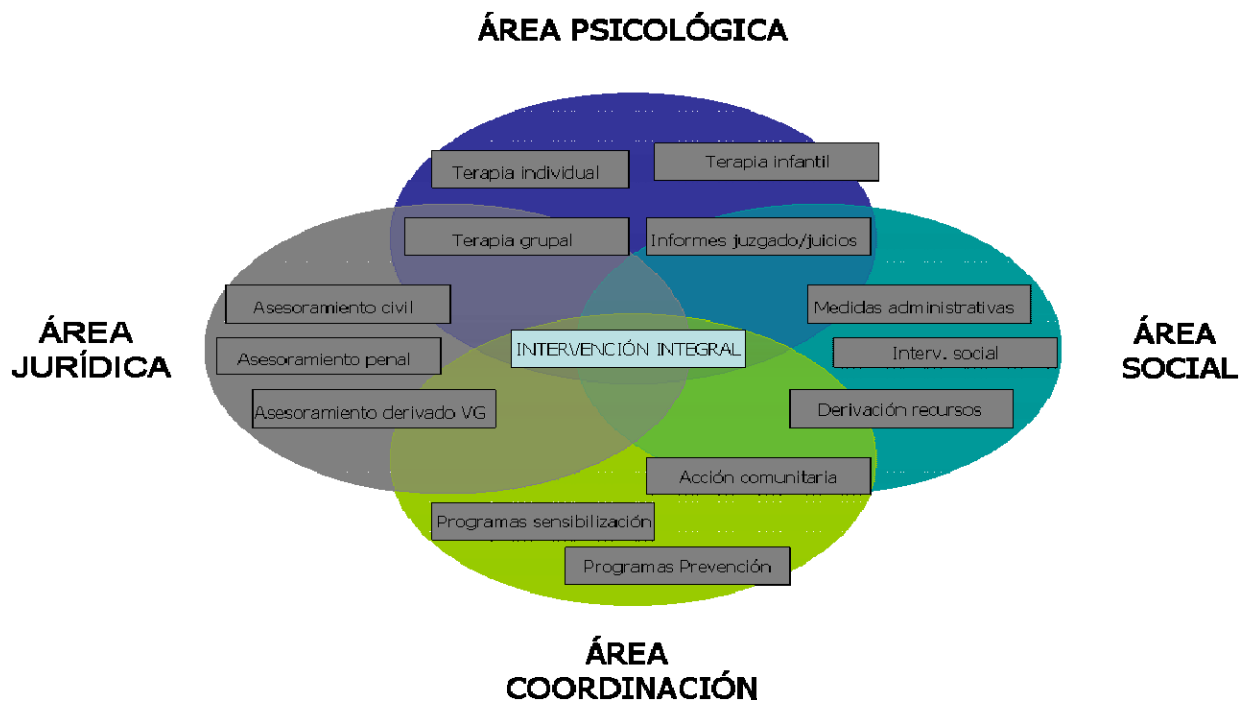 ÁREA PSICOLÓGICA
Terapia individual
Terapia infantil
Terapia grupal
Informes juzgado/juicios
Asesoramiento civil
Medidas administrativas
ÁREA
JURÍDICA
Asesoramiento penal
INTERVENCIÓN INTEGRAL
Interv. social
ÁREA
SOCIAL
Asesoramiento derivado VG
Derivación recursos
Acción comunitaria
Programas sensibilización
Programas Prevención
ÁREA
COORDINACIÓN